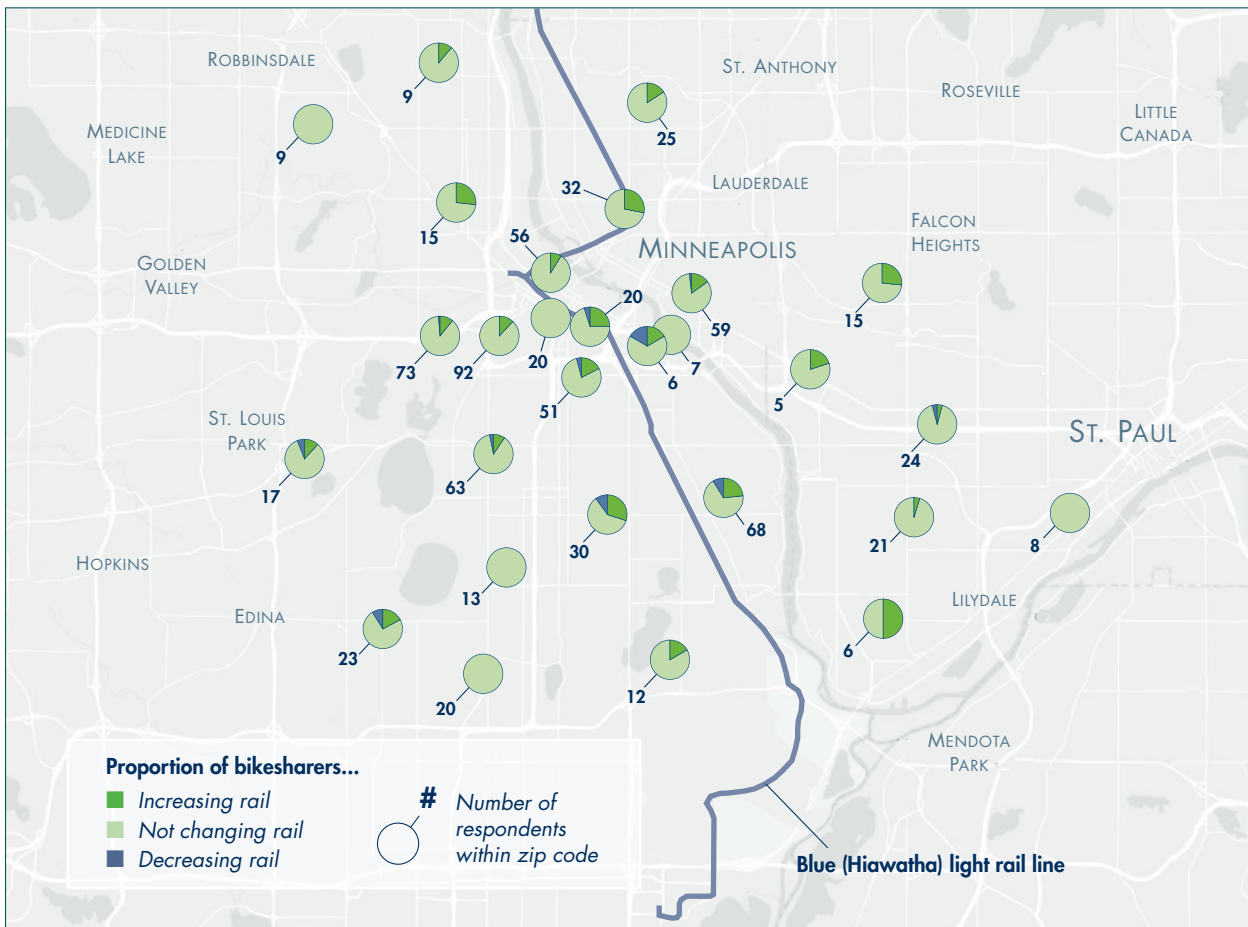 ROBBINSDALE
ST. ANTHONY
ROSEVILLE
LITTLE
CANADA
MEDICINE
LAKE
9
9
25
LAUDERDALE
32
FALCON
HEIGHTS
15
56
MINNEAPOLIS
GOLDEN
VALLEY
20
59
15
73
92
20
6
7
51
5
ST. LOUIS
PARK
ST. PAUL
17
63
24
30
68
21
8
HOPKINS
13
LILYDALE
EDINA
23
6
12
20
MENDOTA
PARK
Proportion of bikesharers...
Increasing rail
Not changing rail
Decreasing rail
#
Number of
respondents
within zip code
Blue (Hiawatha) light rail line